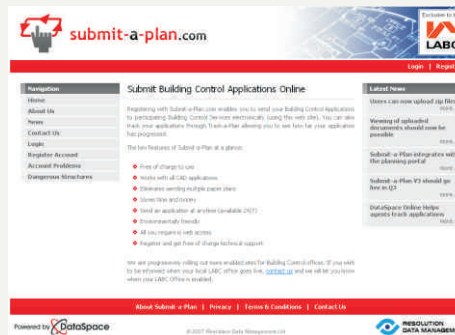 submit-a-plan.com
Exclusive to
LABC
Login | Regist
Navigation
Home
About Us
News
Contact Us
Login
Register Account
Account Problems
Dangerous Structures
Submit Building Control Applications Online
Registering with Submit-a-Plan.com enables you to send your Building Control Applications
to participating Building Control Services electronically (using this web site). You can also
track your applications through Track-a-Plan allowing you to see how far your application
has progressed.
The key features of Submit-a-Plan at a glance:
Free of charge to use
Works with all CAD applications
Eliminates sending multiple paper plans
Saves time and money
Send an application at anytime (available 24/7)
Environmentally friendly
All you require is web access
Register and get free of charge technical support
We are progressively rolling out more enabled sites for Building Control offices. If you wish
to be informed when your local LABC office goes live, contact us and we will let you know
when your LABC Office is enabled.
Latest News
Users can now upload zip files
more.
Viewing of uploaded
documents should now be
possible
more.
Submit-a-Plan integrates with
the planning portal
more.
Submit-a-Plan V3 should go
live in Q3
more.
DataSpace Online Helps
agents track applications
more.
About Submit-a-Plan | Privacy | Terms & Conditions | Contact Us
Powered by DataSpace
© 2007 Resolution Data Management Ltd
RESOLUTION
DATA MANAGEME